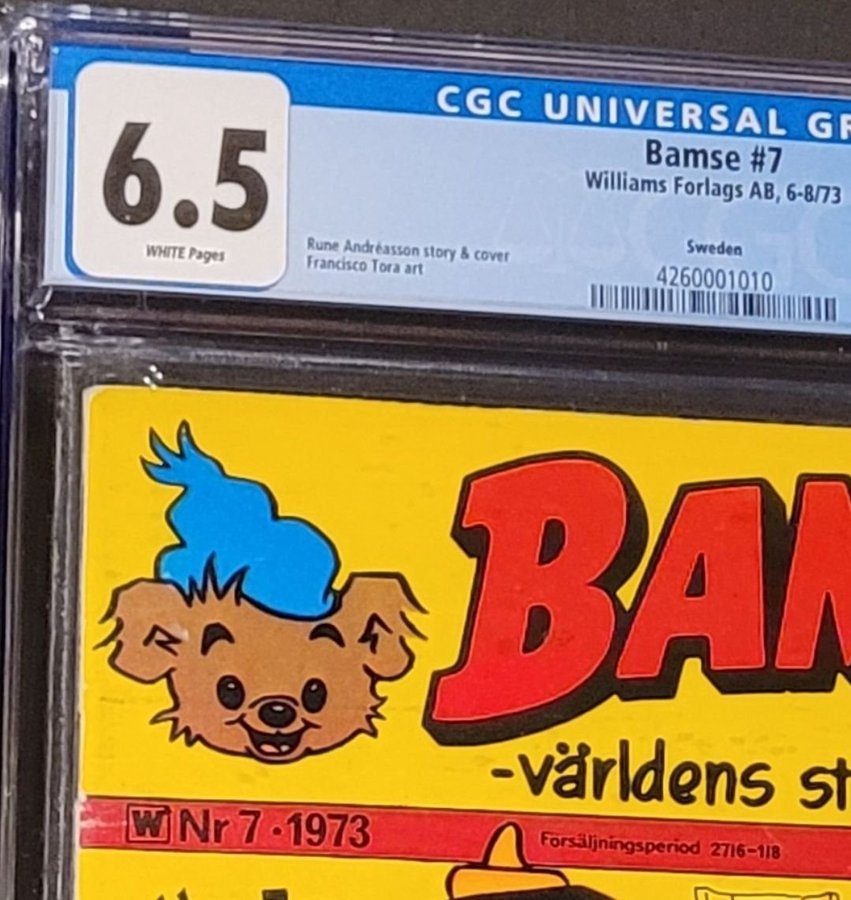 CGC UNIVERSAL GR
6.5
WHITE Pages
Bamse #7
Williams Forlags AB, 6-8/73
Rune Andréasson story & cover
Francisco Tora art
Sweden
4260001010
BAM
-världens st
W Nr 7 • 1973
Försäljningsperiod 27/6-1/8